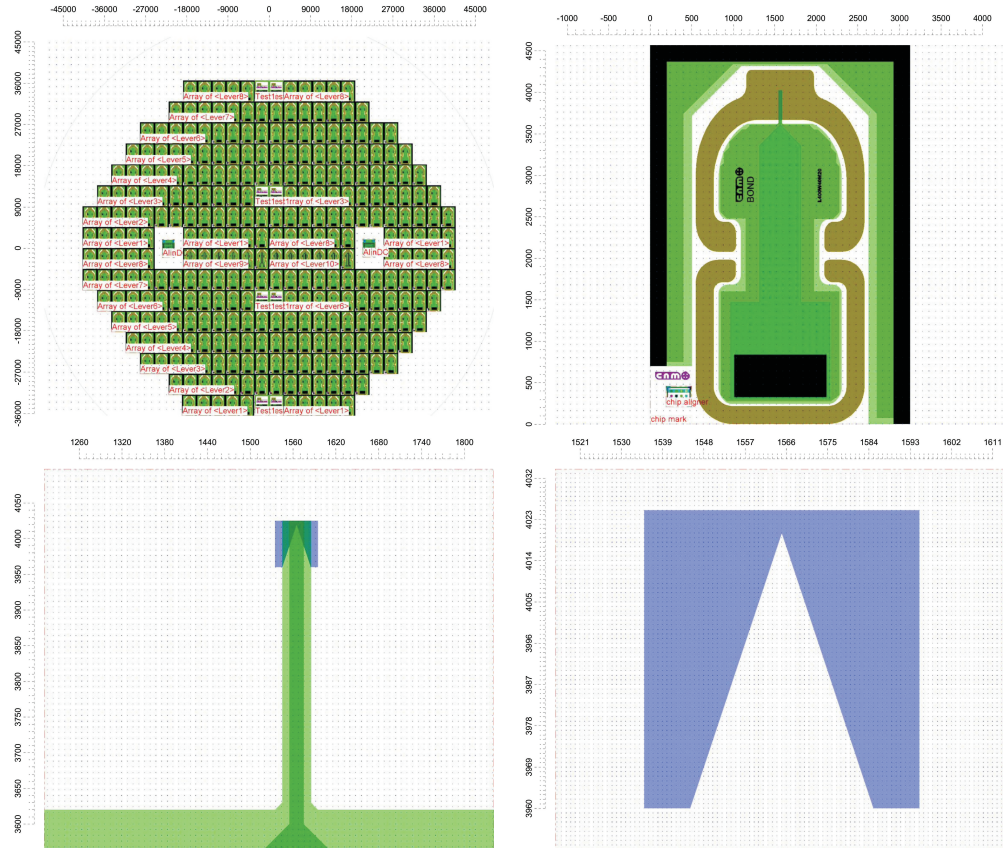 -45000 -36000 -27000 -18000 -9000 0 9000 18000 27000 36000 45000
45000
36000
27000
18000
9000
0
-9000
-18000
-27000
-36000
Array of <Lever8> Test1es Array of <Lever8>
Array of <Lever7>
Array of <Lever6>
Array of <Lever5>
Array of <Lever4>
Array of <Lever3> Test1est1rray of <Lever3>
Array of <Lever2>
Array of <Lever1> Array of <Lever1> Array of <Lever8> Array of <Lever1>
AlinD AlinDC
Array of <Lever8> Array of <Lever9> Array of <Lever10> Array of <Lever8>
Array of <Lever7>
Array of <Lever6> Test1est1rray of <Lever6>
Array of <Lever5>
Array of <Lever4>
Array of <Lever3>
Array of <Lever2>
Array of <Lever1> Test1es Array of <Lever1>
-1000 0 1000 2000 3000 4000
4500
4000
3500
3000
2500
2000
1500
1000
500
0
cnm
BOND
cnm
chip aligner
chip mark
1260 1320 1380 1440 1500 1560 1620 1680 1740 1800
4050
4000
3950
3900
3850
3800
3750
3700
3650
3600
1521 1530 1539 1548 1557 1566 1575 1584 1593 1602 1611
4032
4023
4014
4005
3996
3987
3978
3969
3960